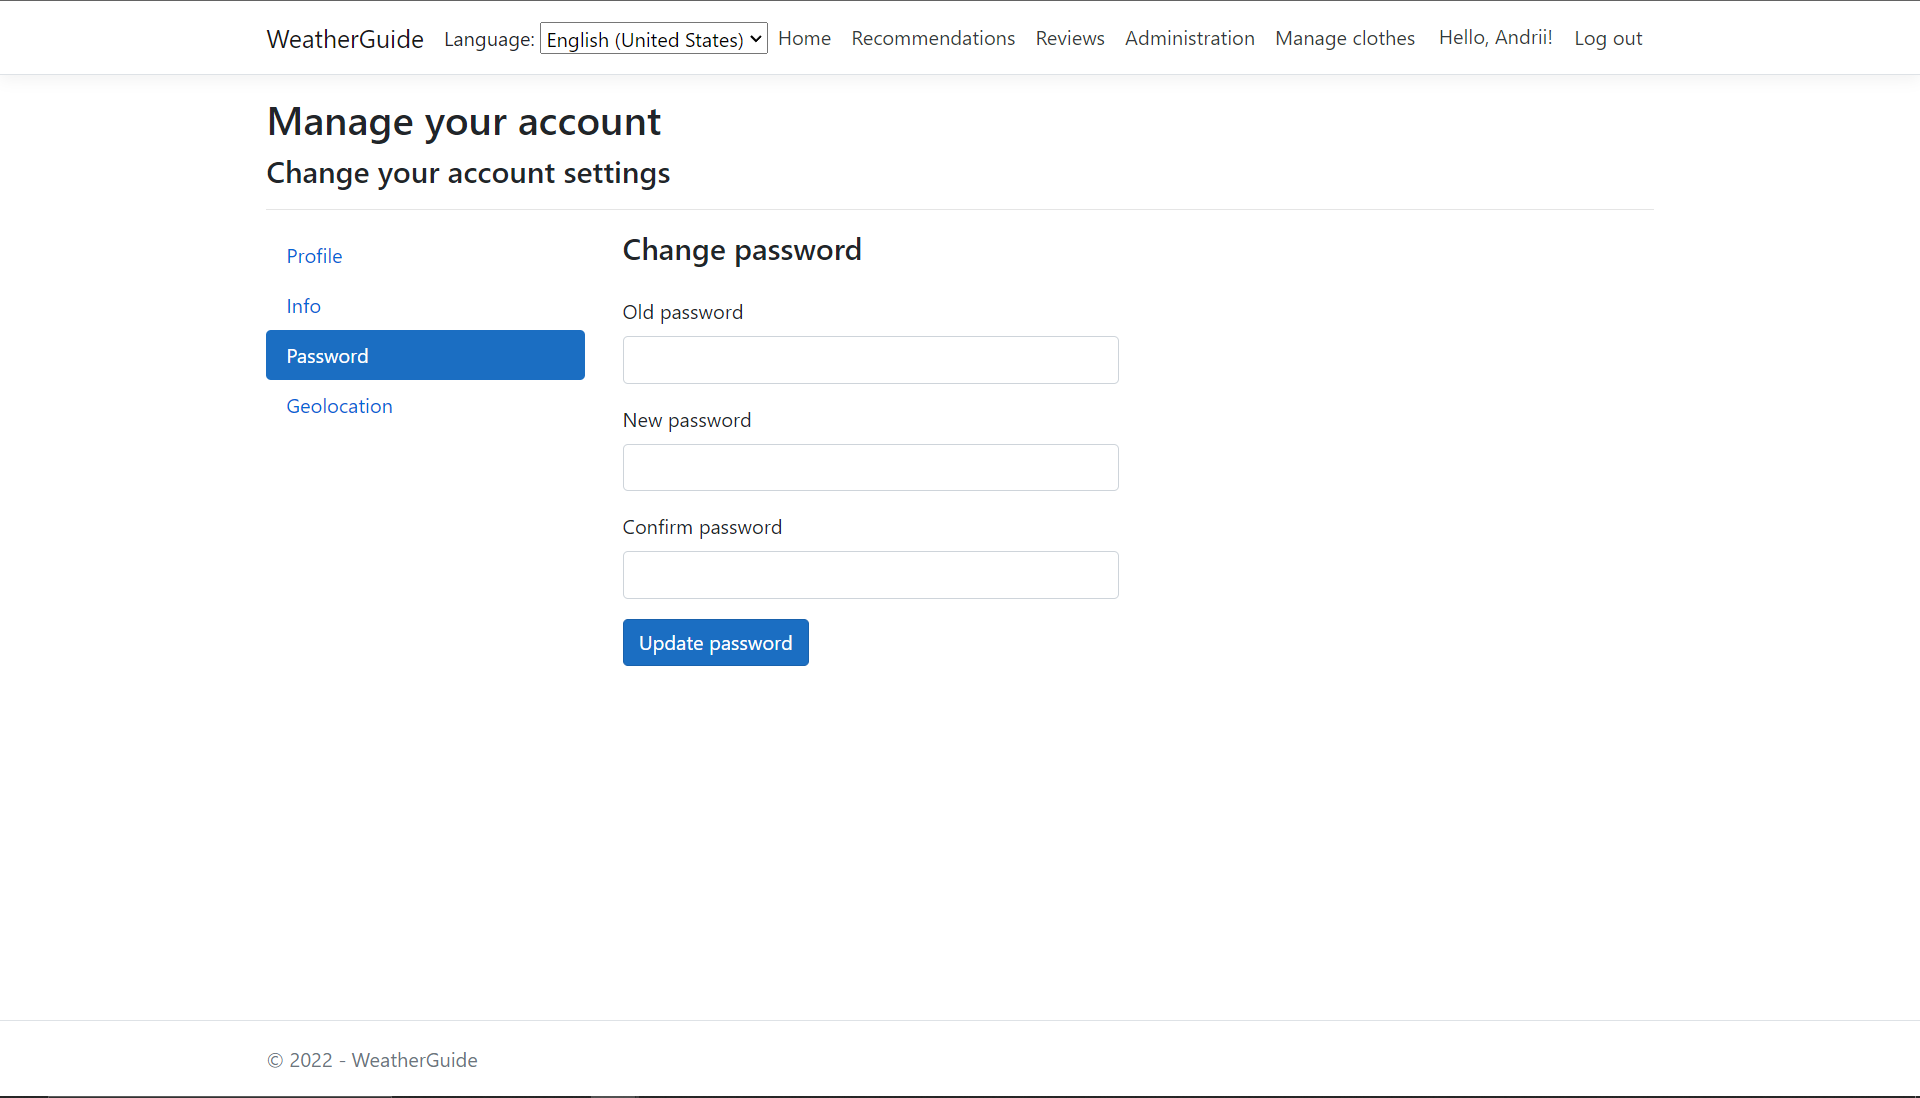 WeatherGuide Language: English (United States) Home Recommendations Reviews Administration Manage clothes Hello, Andrii! Log out
Manage your account
Change your account settings
Profile
Info
Password
Geolocation
Change password
Old password
New password
Confirm password
Update password
© 2022 - WeatherGuide